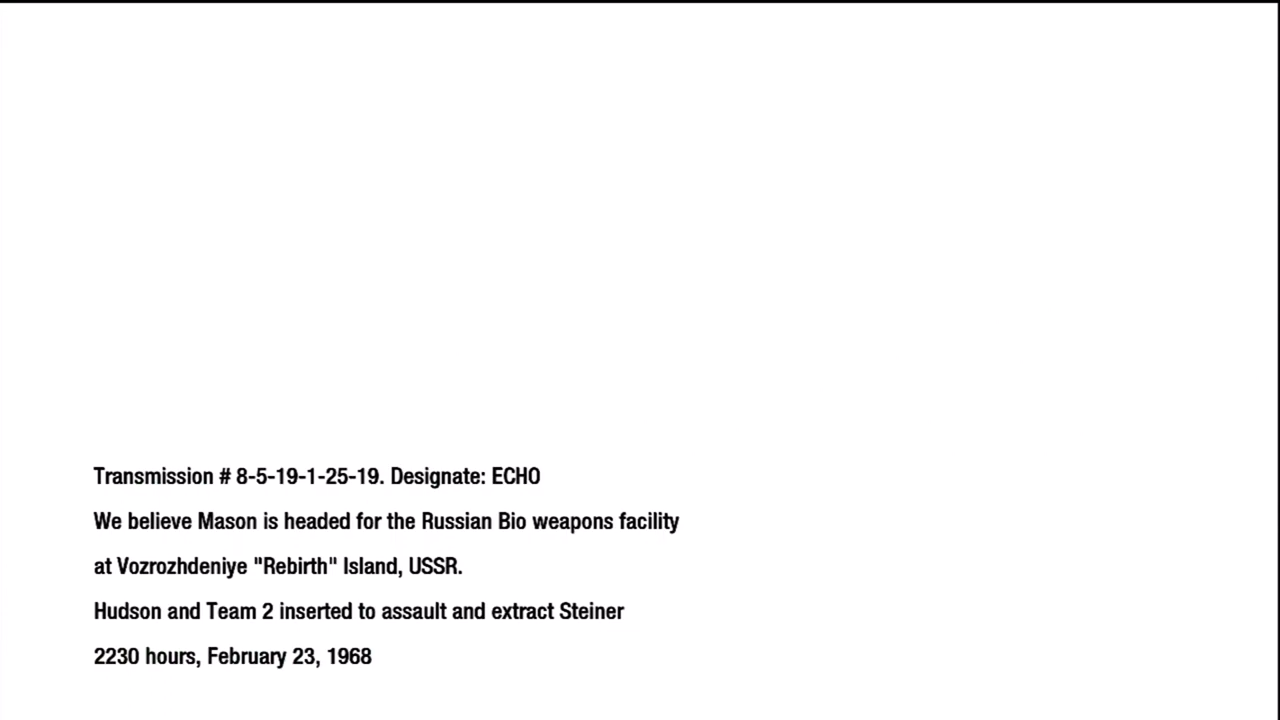 Transmission # 8-5-19-1-25-19. Designate: ECHO
We believe Mason is headed for the Russian Bio weapons facility
at Vozrozhdeniye "Rebirth" Island, USSR.
Hudson and Team 2 inserted to assault and extract Steiner
2230 hours, February 23, 1968